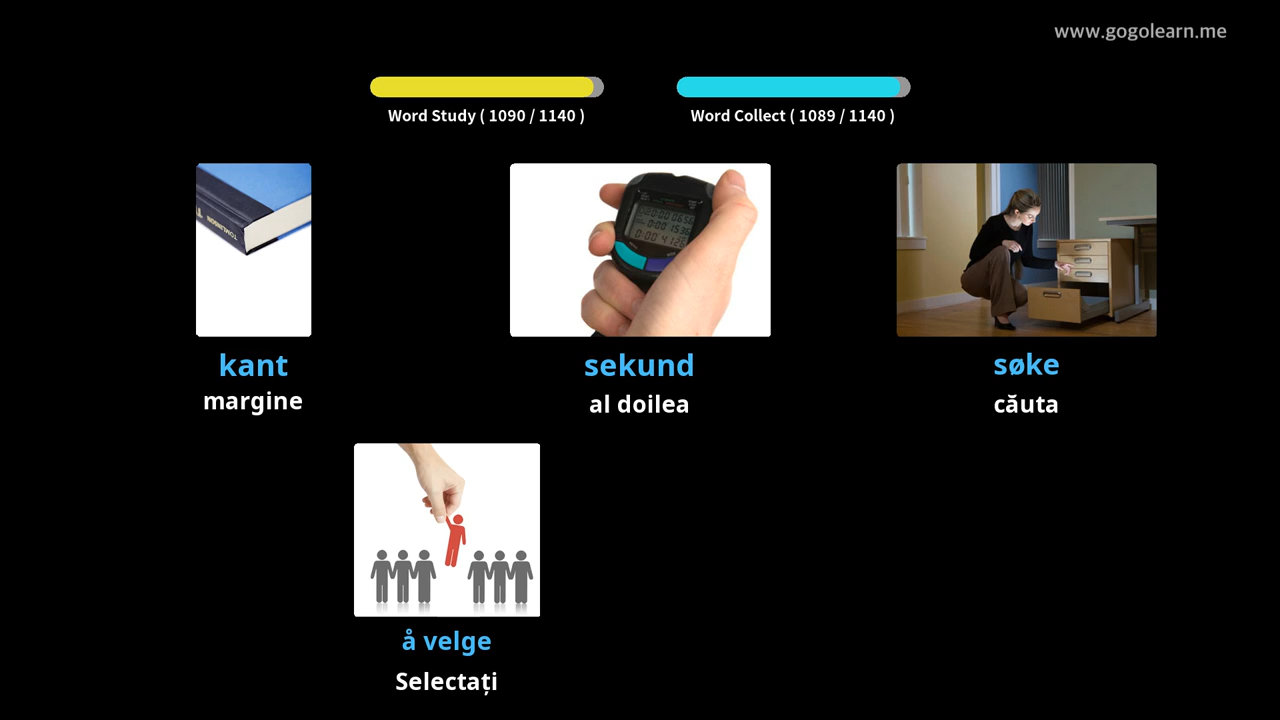 www.gogolearn.me
Word Study ( 1090 / 1140 )
Word Collect ( 1089 / 1140 )
TOMLINSON
kant
margine
sekund
al doilea
søke
căuta
å velge
Selectați